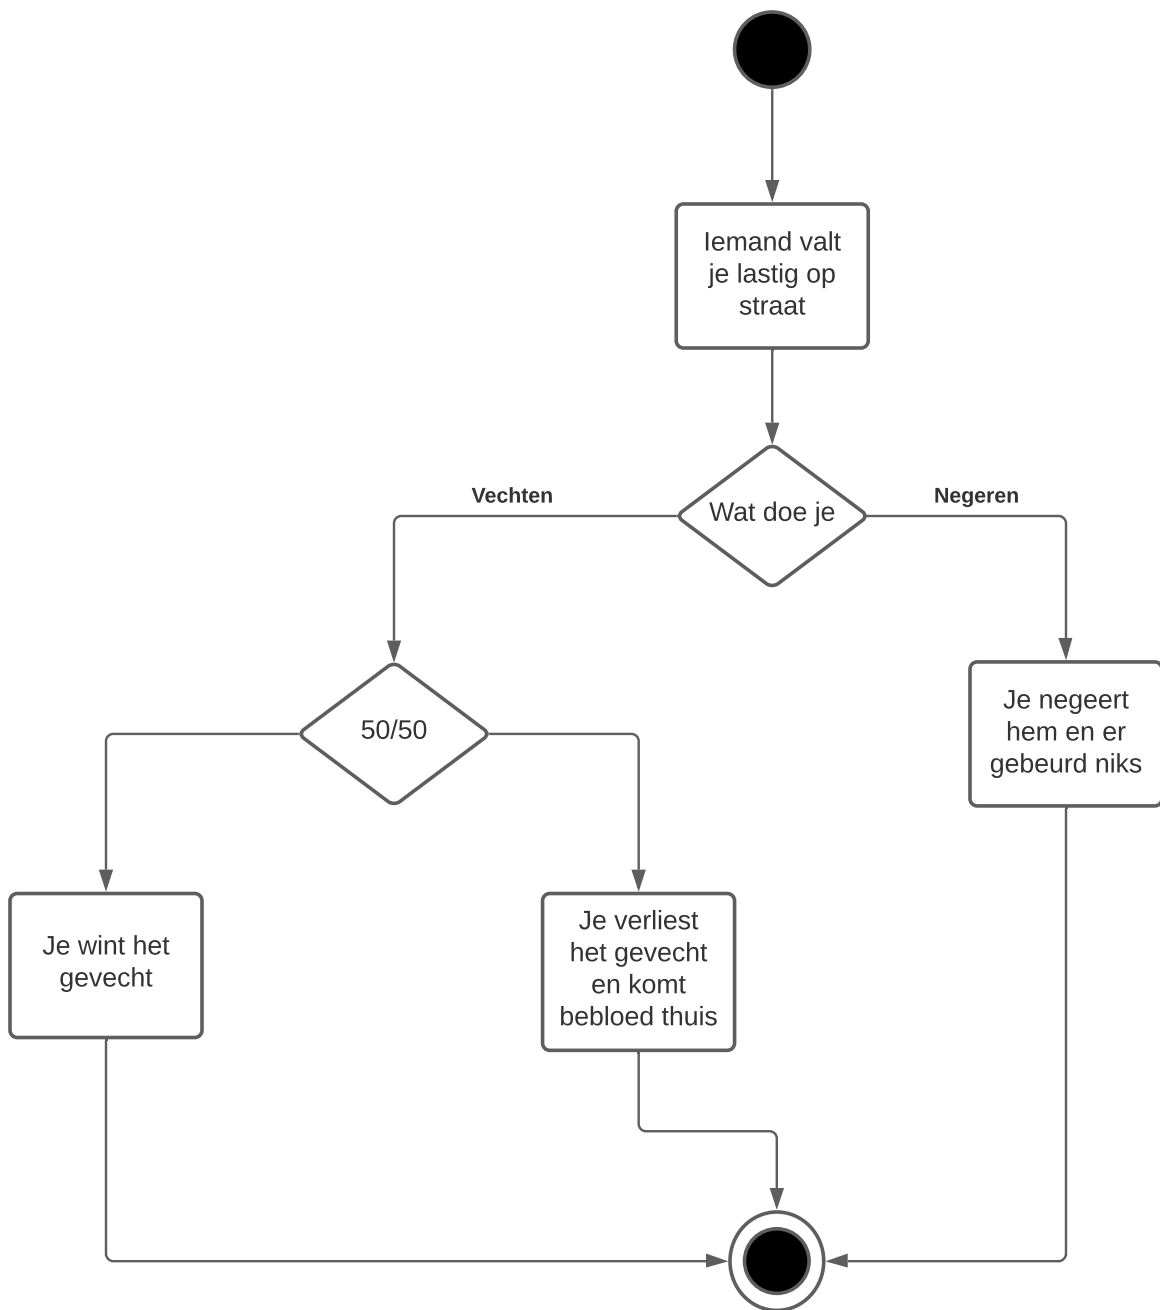 Iemand valt
je lastig op
straat
Vechten
Wat doe je
Negeren
50/50
Je negeert
hem en er
gebeurd niks
Je wint het
gevecht
Je verliest
het gevecht
en komt
bebloed thuis